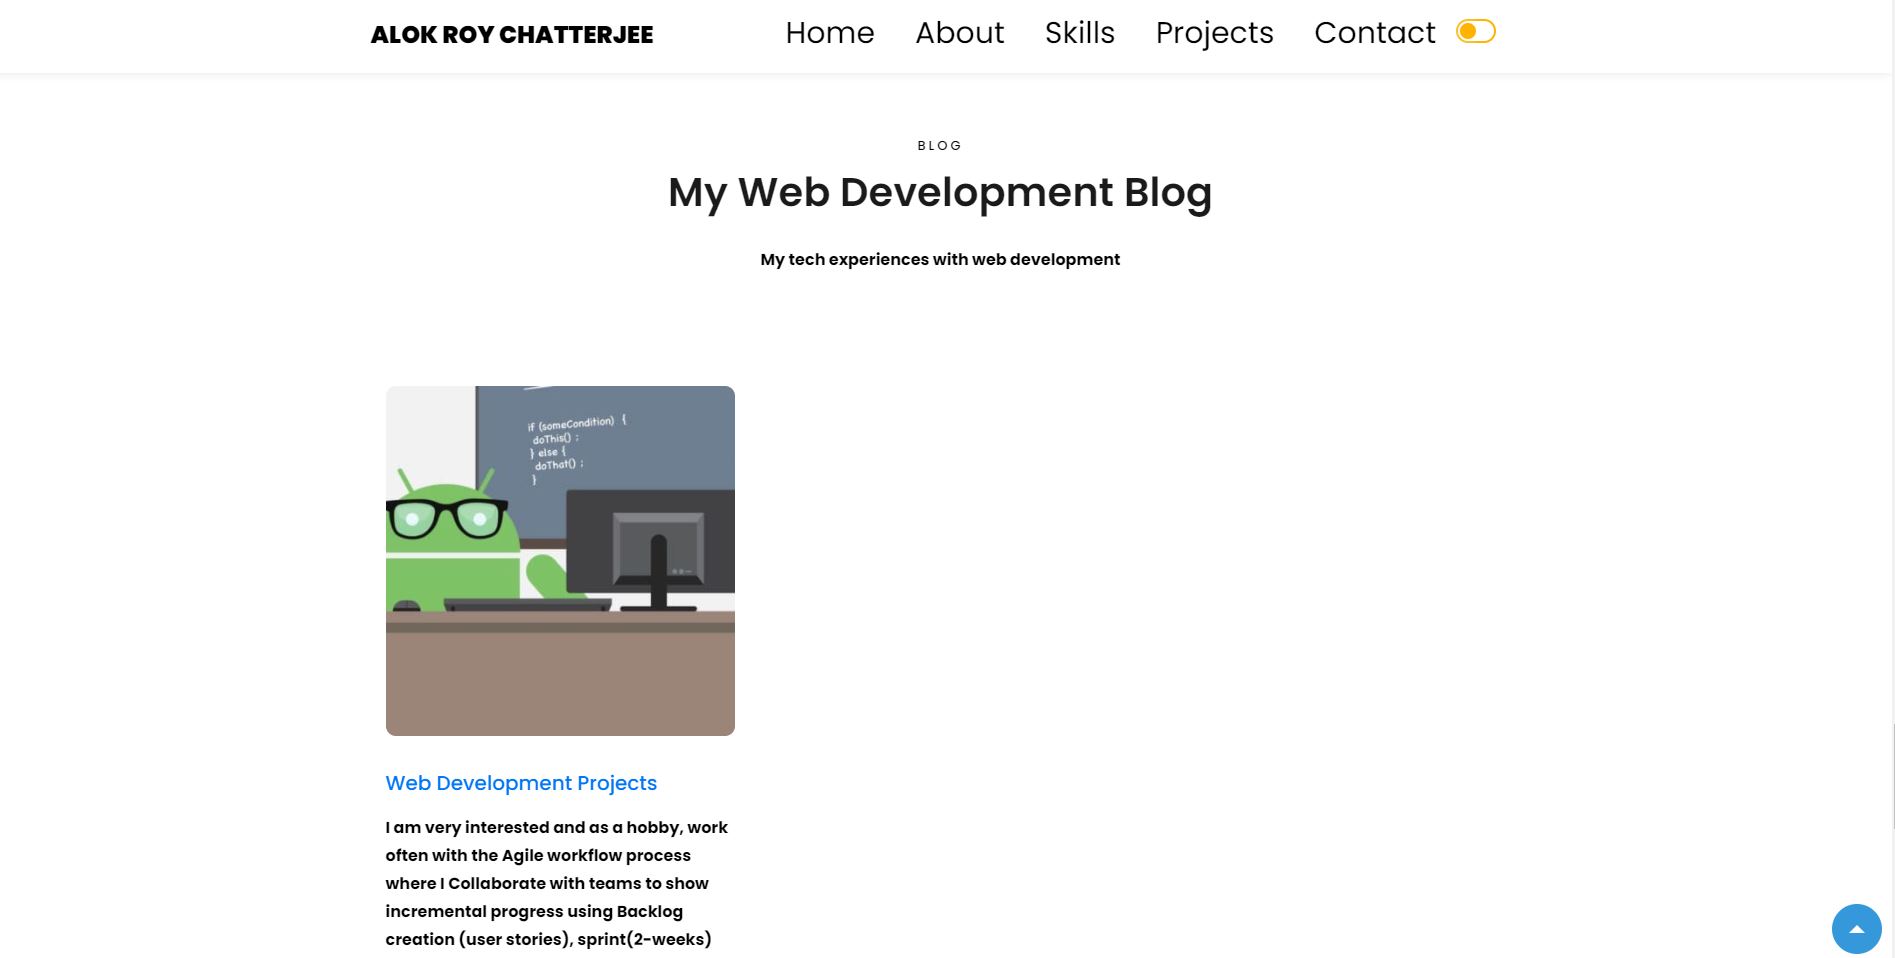 ALOK ROY CHATTERJEE
Home About Skills Projects Contact
BLOG
My Web Development Blog
My tech experiences with web development
if (someCondition) {
doThis() ;
} else {
doThat() ;
}
Web Development Projects
I am very interested and as a hobby, work
often with the Agile workflow process
where I Collaborate with teams to show
incremental progress using Backlog
creation (user stories), sprint(2-weeks)